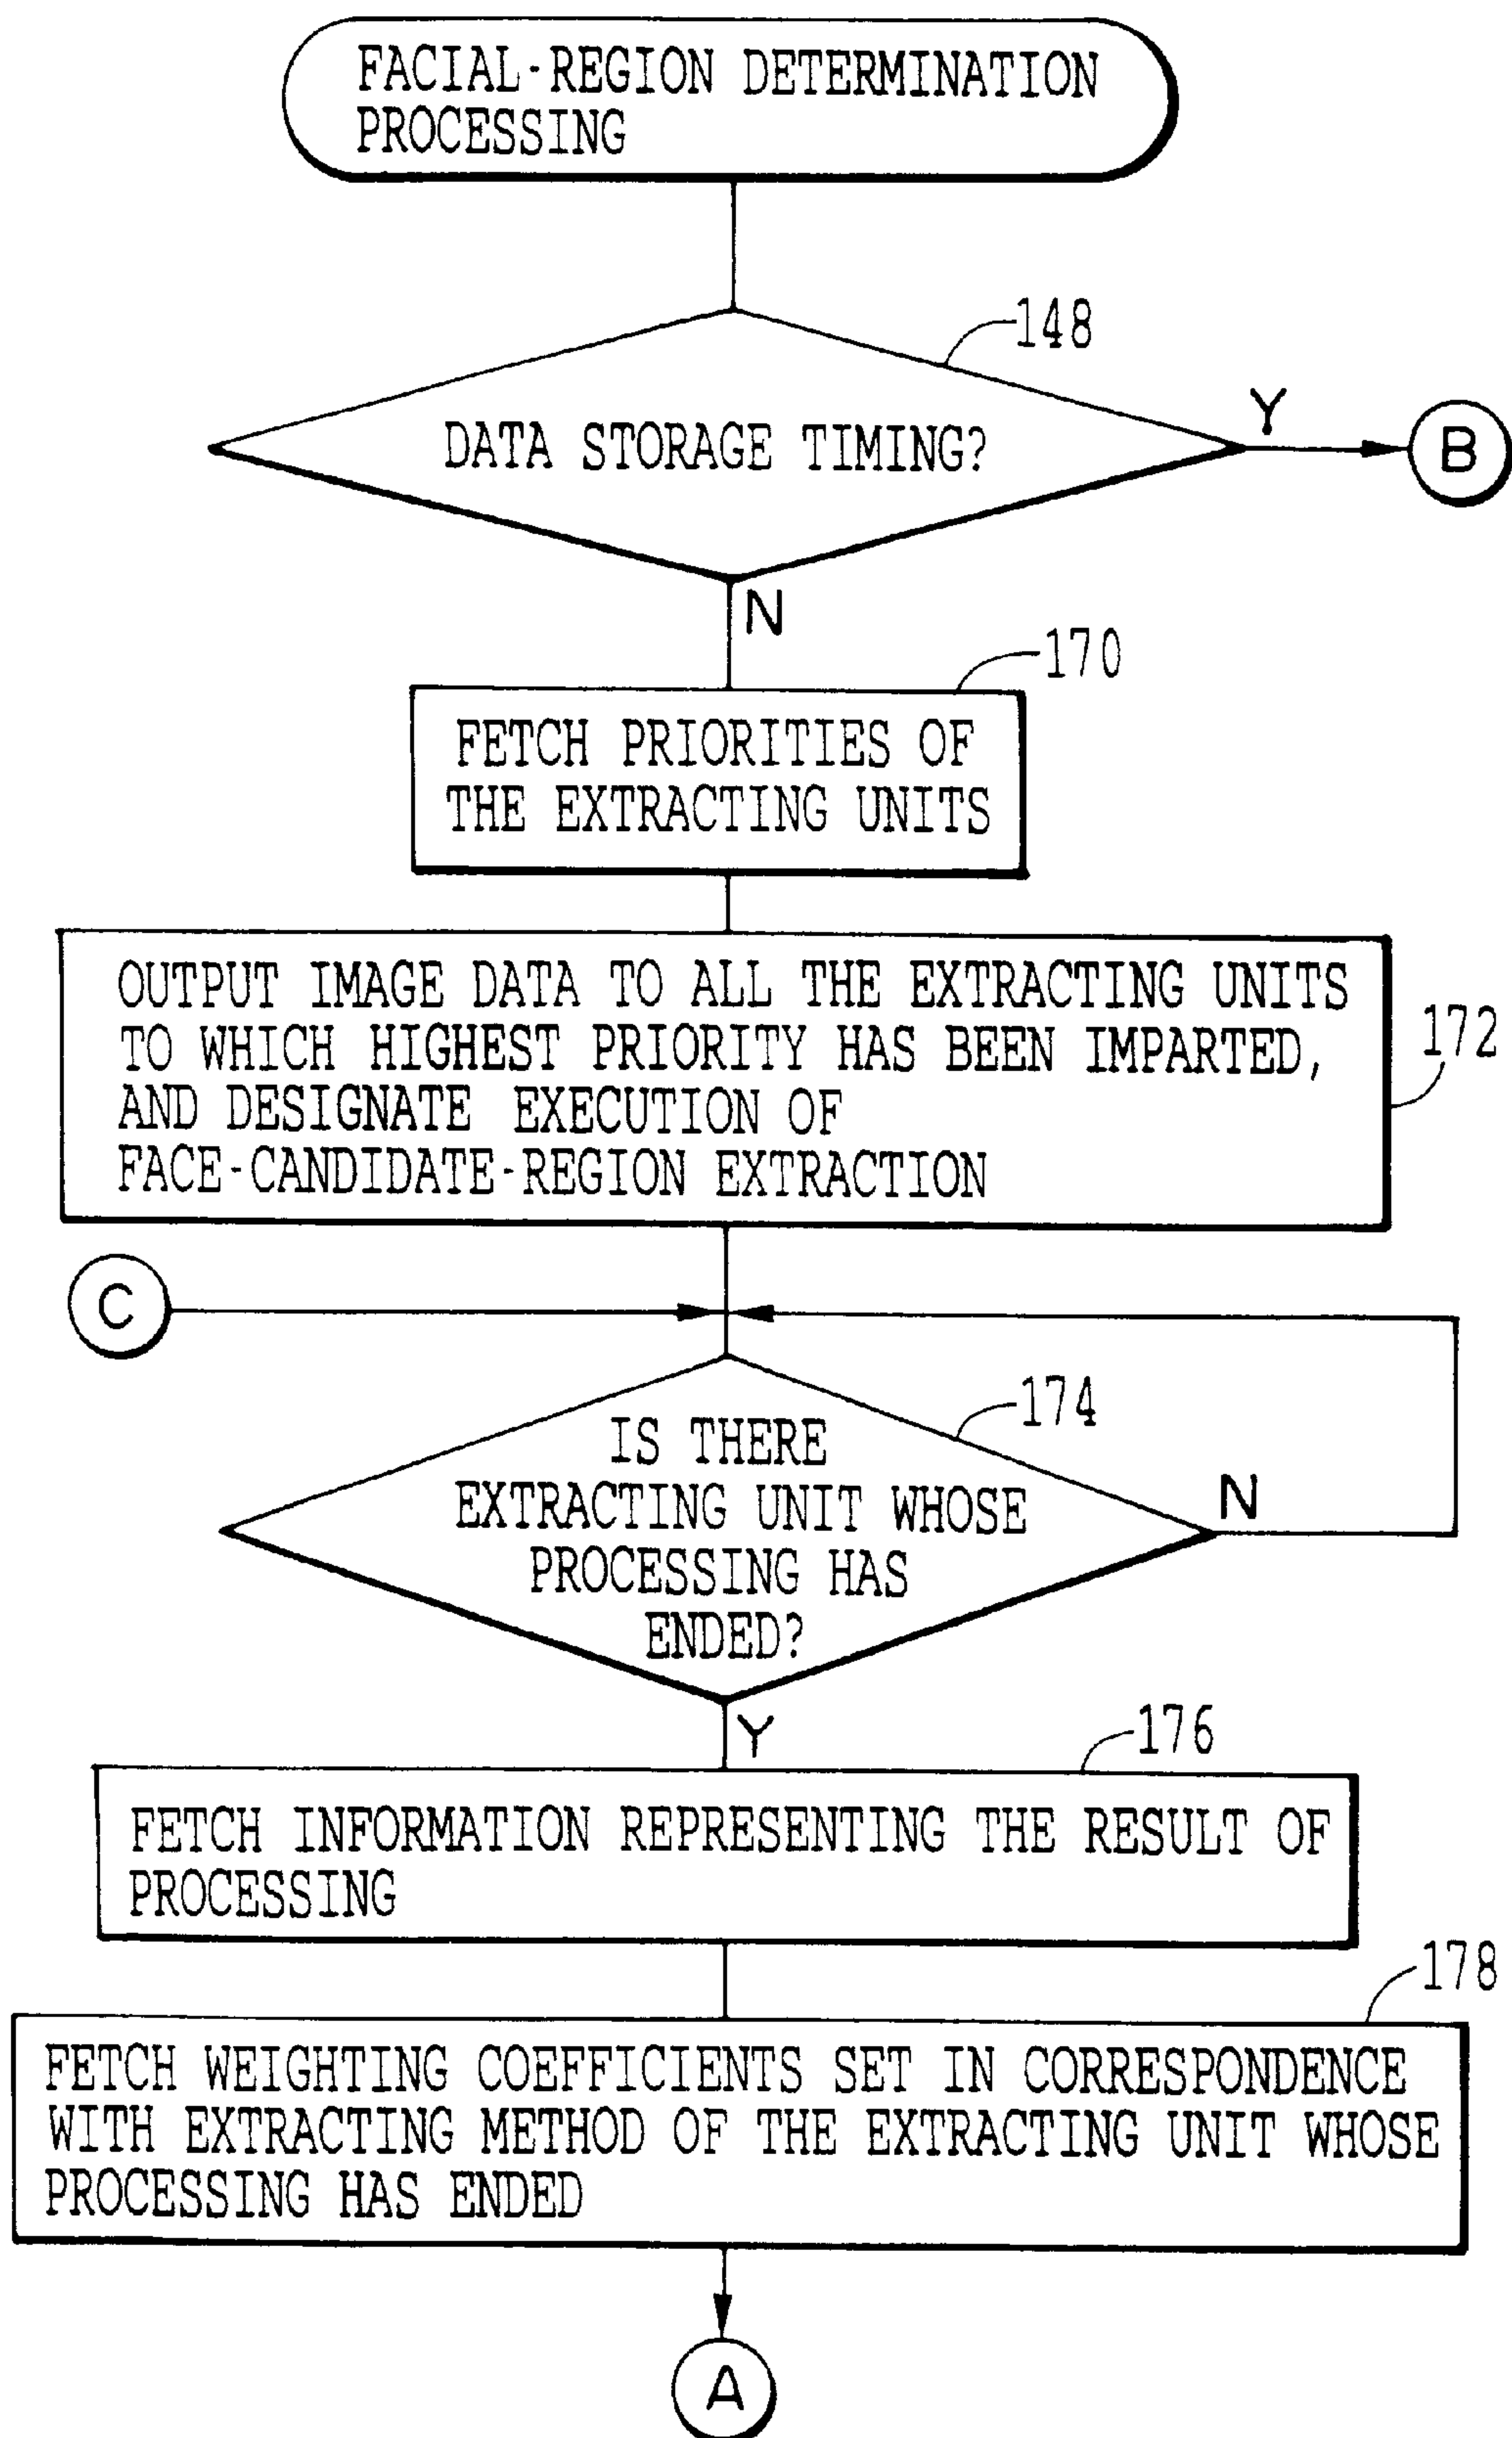 FACIAL-REGION DETERMINATION
PROCESSING
148
DATA STORAGE TIMING?
Y
B
N
170
FETCH PRIORITIES OF
THE EXTRACTING UNITS
OUTPUT IMAGE DATA TO ALL THE EXTRACTING UNITS
TO WHICH HIGHEST PRIORITY HAS BEEN IMPARTED,
AND DESIGNATE EXECUTION OF
FACE-CANDIDATE-REGION EXTRACTION
172
C
174
IS THERE
EXTRACTING UNIT WHOSE
PROCESSING HAS
ENDED?
N
Y
176
FETCH INFORMATION REPRESENTING THE RESULT OF
PROCESSING
178
FETCH WEIGHTING COEFFICIENTS SET IN CORRESPONDENCE
WITH EXTRACTING METHOD OF THE EXTRACTING UNIT WHOSE
PROCESSING HAS ENDED
A